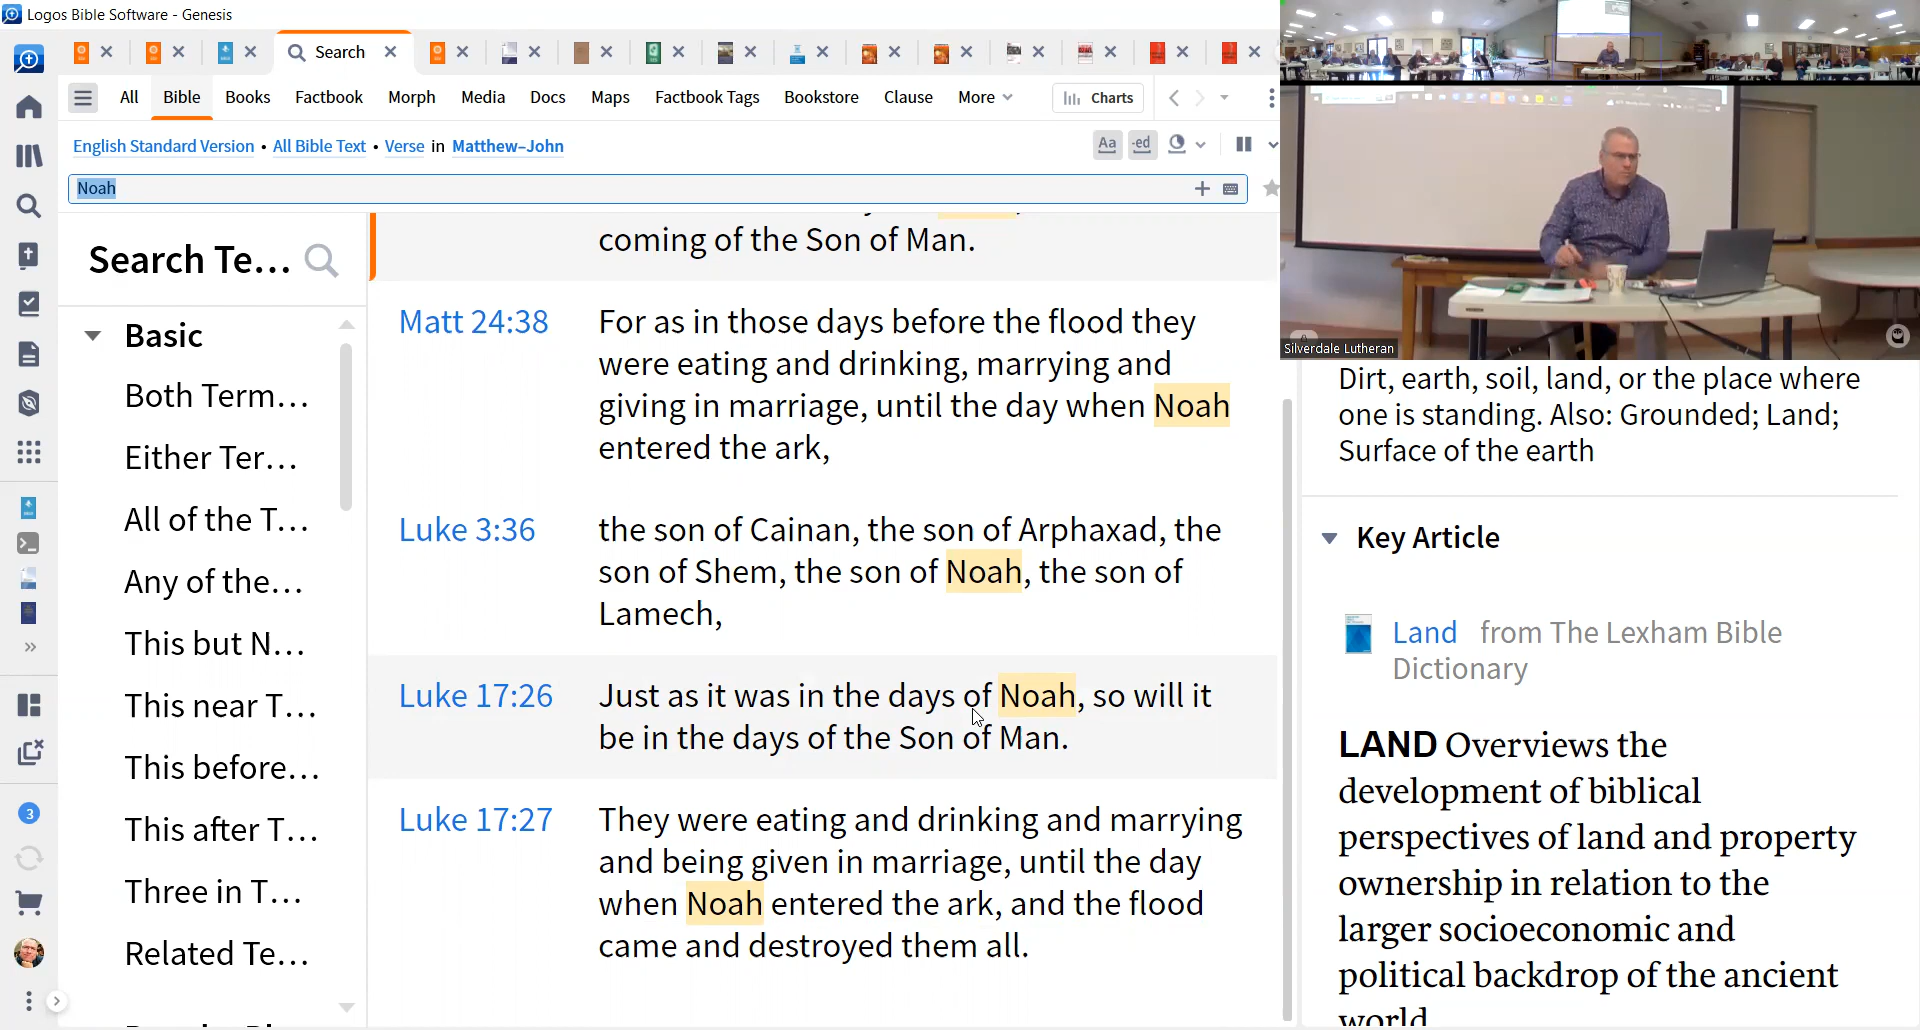 Logos Bible Software - Genesis
Search
All Bible Books Factbook Morph Media Docs Maps Factbook Tags Bookstore Clause More Charts
English Standard Version • All Bible Text • Verse in Matthew–John
Aa -ed
Noah
Search Te...
Basic
Both Term...
Either Ter...
All of the T...
Any of the...
This but N...
This near T...
This before...
This after T...
Three in T...
Related Te...
3
coming of the Son of Man.
Matt 24:38 For as in those days before the flood they
were eating and drinking, marrying and
giving in marriage, until the day when Noah
entered the ark,
Luke 3:36 the son of Cainan, the son of Arphaxad, the
son of Shem, the son of Noah, the son of
Lamech,
Luke 17:26 Just as it was in the days of Noah, so will it
be in the days of the Son of Man.
Luke 17:27 They were eating and drinking and marrying
and being given in marriage, until the day
when Noah entered the ark, and the flood
came and destroyed them all.
Silverdale Lutheran
Dirt, earth, soil, land, or the place where
one is standing. Also: Grounded; Land;
Surface of the earth
Key Article
Land from The Lexham Bible
Dictionary
LAND Overviews the
development of biblical
perspectives of land and property
ownership in relation to the
larger socioeconomic and
political backdrop of the ancient
world